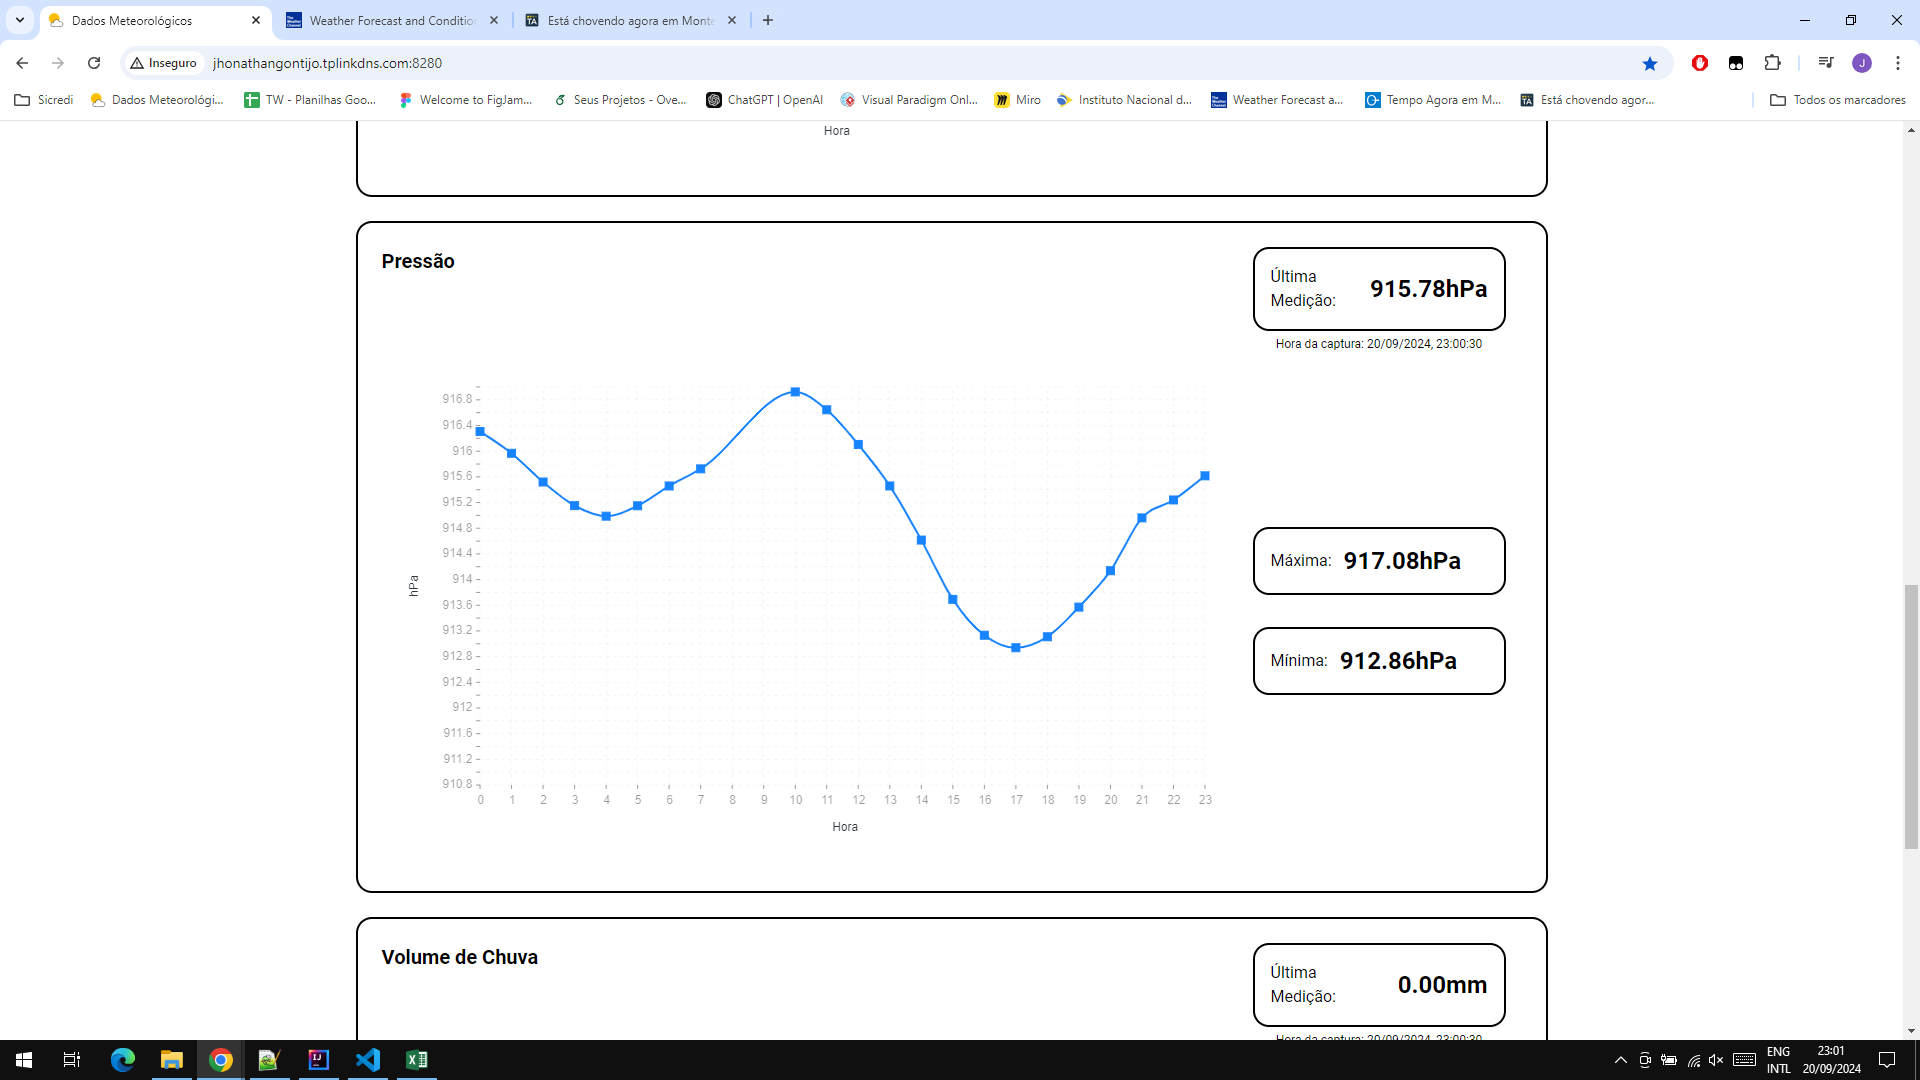 Dados Meteorológicos
Weather Forecast and Conditio
Está chovendo agora em Monte
Inseguro
jhonathangontijo.tplinkdns.com:8280
J
Sicredi
Dados Meteorológi...
TW - Planilhas Goo...
Welcome to FigJam...
Seus Projetos - Ove...
ChatGPT | OpenAI
Visual Paradigm Onl...
Miro
Instituto Nacional d...
Weather Forecast a...
Tempo Agora em M...
Está chovendo agor...
Todos os marcadores
Hora
Pressão
Última
Medição:
915.78hPa
Hora da captura: 20/09/2024, 23:00:30
916.8
916.4
916
915.6
915.2
914.8
914.4
914
913.6
913.2
912.8
912.4
912
911.6
911.2
910.8
hPa
0 1 2 3 4 5 6 7 8 9 10 11 12 13 14 15 16 17 18 19 20 21 22 23
Hora
Máxima: 917.08hPa
Mínima: 912.86hPa
Volume de Chuva
Última
Medição:
0.00mm
Hora da captura: 20/09/2024, 23:00:30
ENG
INTL
23:01
20/09/2024